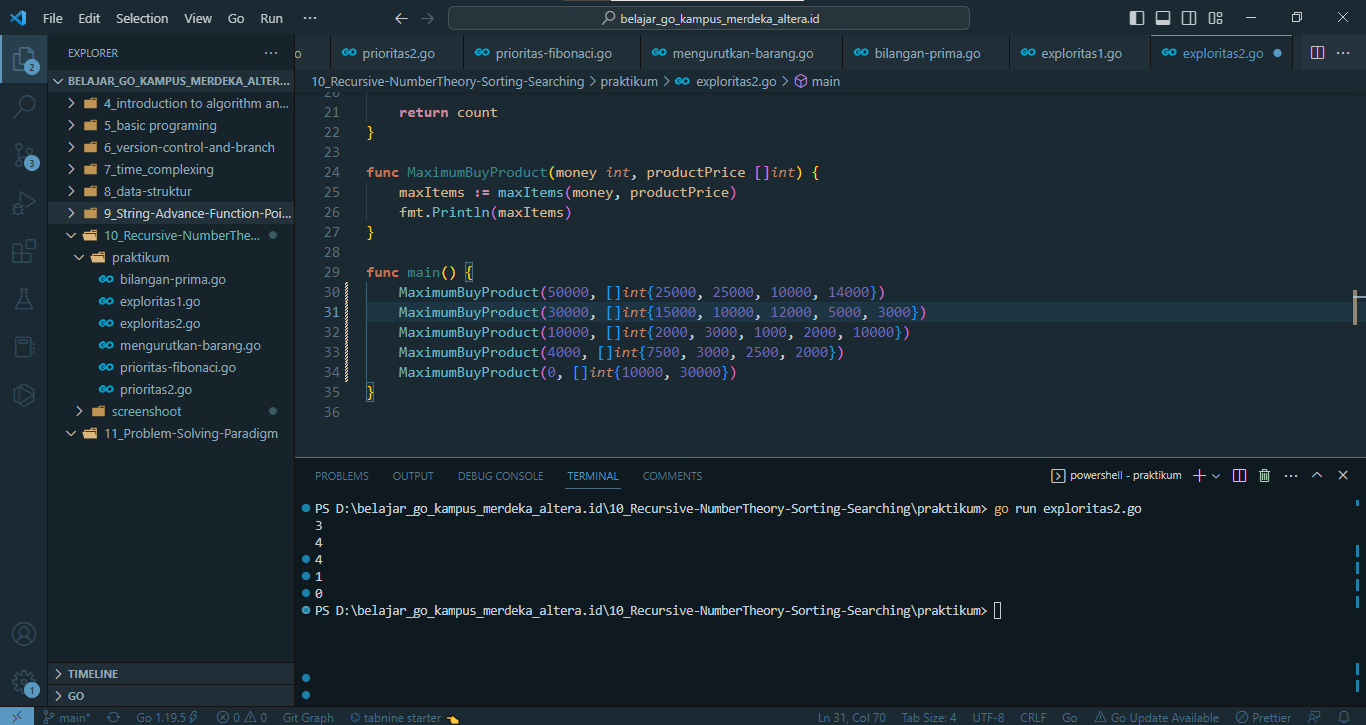 File Edit Selection View Go Run ··· belajar_go_kampus_merdeka_altera.id
EXPLORER ···
o prioritas2.go prioritas-fibonaci.go mengurutkan-barang.go bilangan-prima.go exploritas1.go exploritas2.go ···
10_Recursive-NumberTheory-Sorting-Searching > praktikum > exploritas2.go > main
BELAJAR_GO_KAMPUS_MERDEKA_ALTER...
4_introduction to algorithm an...
5_basic programing
6_version-control-and-branch
7_time_complexing
8_data-struktur
9_String-Advance-Function-Poi...
10_Recursive-NumberThe...
praktikum
bilangan-prima.go
exploritas1.go
exploritas2.go
mengurutkan-barang.go
prioritas-fibonaci.go
prioritas2.go
screenshoot
11_Problem-Solving-Paradigm
TIMELINE
GO
2
3
1
20
21 return count
22 }
23
24 func MaximumBuyProduct(money int, productPrice []int) {
25 maxItems := maxItems(money, productPrice)
26 fmt.Println(maxItems)
27 }
28
29 func main() {
30 MaximumBuyProduct(50000, []int{25000, 25000, 10000, 14000})
31 MaximumBuyProduct(30000, []int{15000, 10000, 12000, 5000, 3000})
32 MaximumBuyProduct(10000, []int{2000, 3000, 1000, 2000, 10000})
33 MaximumBuyProduct(4000, []int{7500, 3000, 2500, 2000})
34 MaximumBuyProduct(0, []int{10000, 30000})
35 }
36
PROBLEMS OUTPUT DEBUG CONSOLE TERMINAL COMMENTS powershell - praktikum ···
PS D:\belajar_go_kampus_merdeka_altera.id\10_Recursive-NumberTheory-Sorting-Searching\praktikum> go run exploritas2.go
3
4
4
1
0
PS D:\belajar_go_kampus_merdeka_altera.id\10_Recursive-NumberTheory-Sorting-Searching\praktikum>
main* Go 1.19.5 0 0 Git Graph tabnine starter Ln 31, Col 70 Tab Size: 4 UTF-8 CRLF Go Go Update Available Prettier